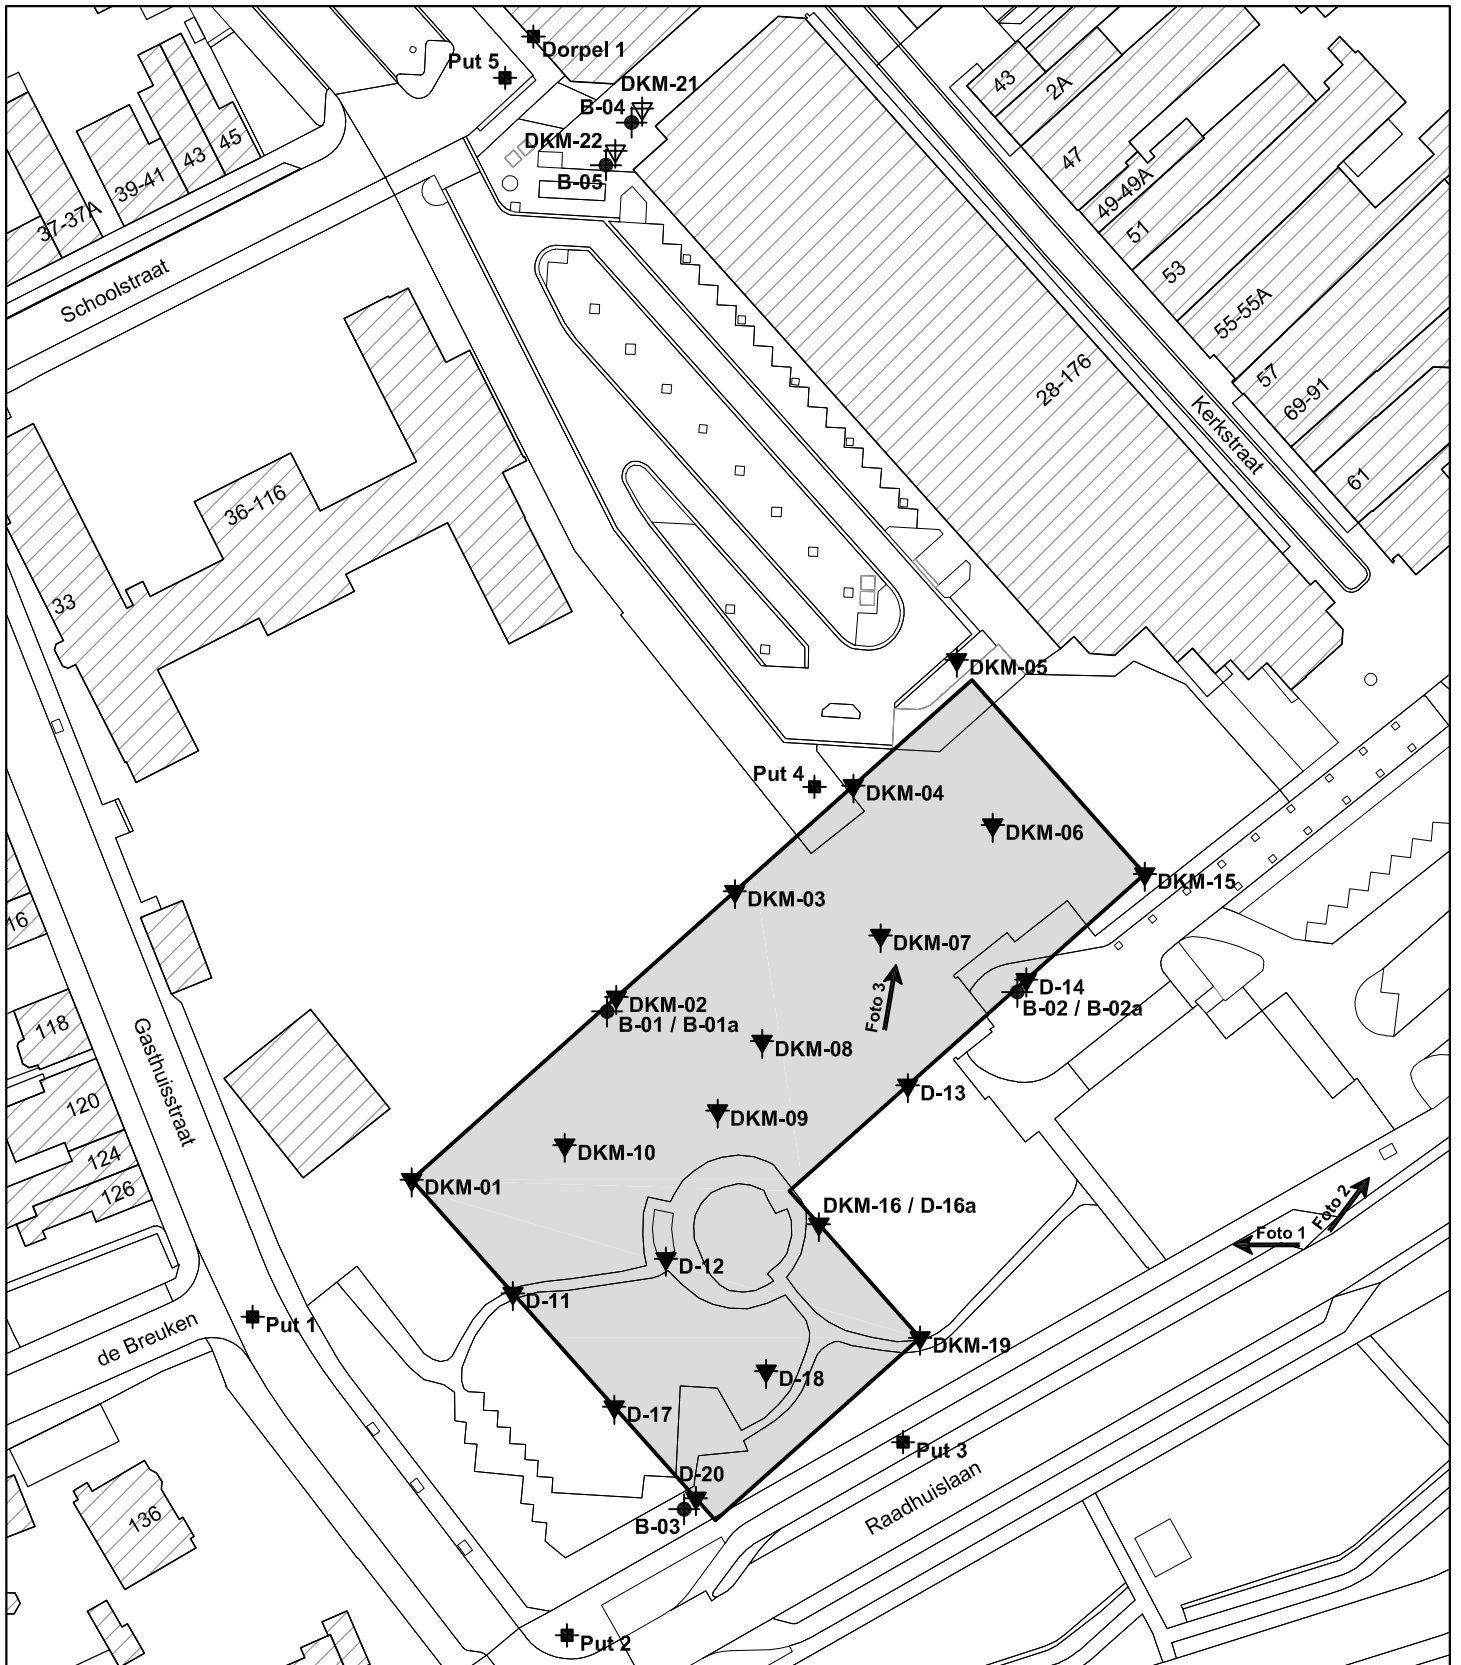 Dorpel 1
Put 5
DKM-21
B-04
DKM-22
B-05
43
2A
47
49-49A
51
53
55-55A
57
69-91
61
28-176
Kerkstraat
45
43
39-41
37-37A
Schoolstraat
36-116
33
DKM-05
Put 4
DKM-04
DKM-06
DKM-15
DKM-03
DKM-07
Foto 3
D-14
B-02 / B-02a
DKM-02
B-01 / B-01a
DKM-08
D-13
DKM-09
DKM-10
DKM-01
DKM-16 / D-16a
16
118
120
124
126
Gasthuisstraat
Foto 1
Foto 2
D-12
D-11
Put 1
de Breuken
DKM-19
D-18
D-17
Put 3
Raadhuislaan
D-20
B-03
136
Put 2